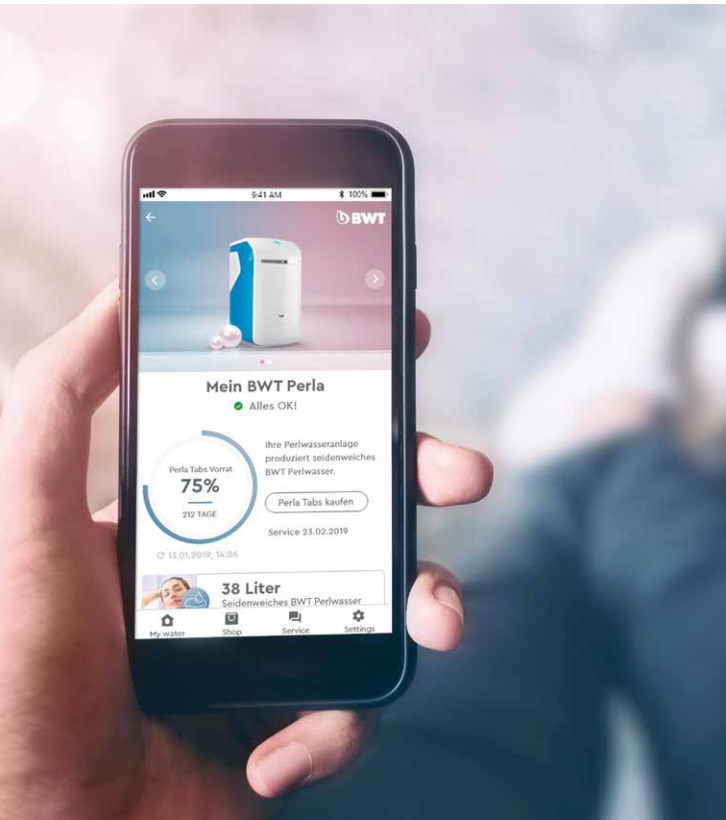 9:41 AM
100%
BWT
Mein BWT Perla
Alles OK!
Perla Tabs Vorrat
75%
212 TAGE
Ihre Perlwasseranlage
produziert seidenweiches
BWT Perlwasser.
Perla Tabs kaufen
Service 23.02.2019
13.01.2019, 14:06
38 Liter
Seidenweiches BWT Perlwasser
My water
Shop
Service
Settings